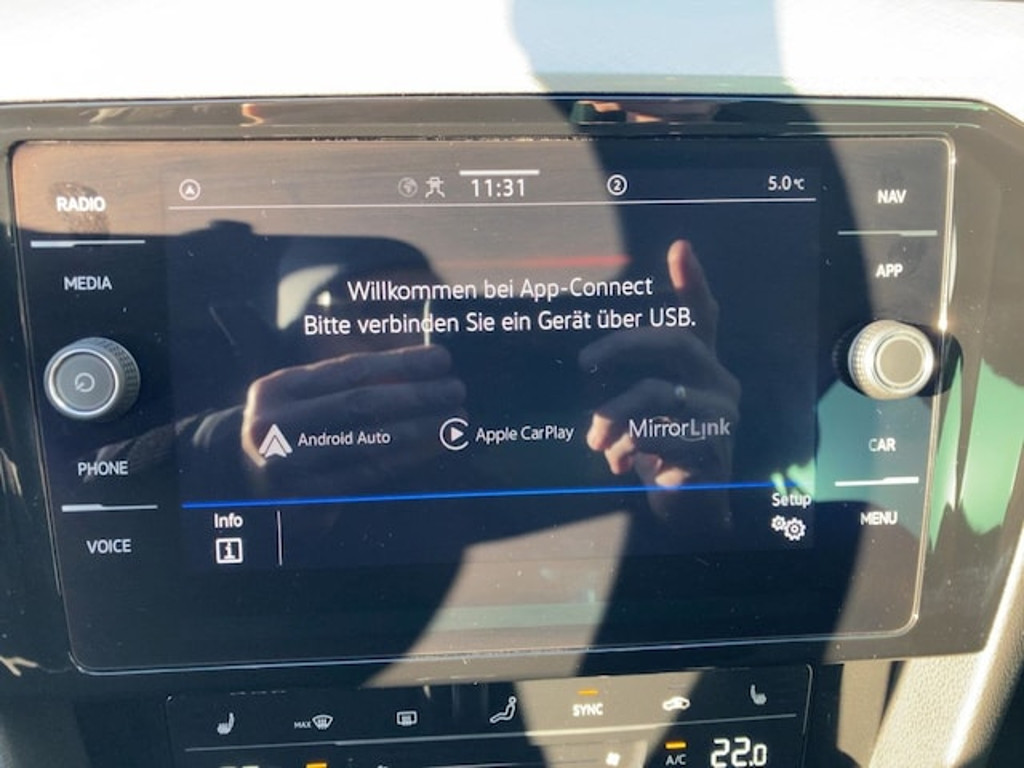 RADIO
MEDIA
PHONE
VOICE
11:31
2
5.0°C
Willkommen bei App-Connect
Bitte verbinden Sie ein Gerät über USB.
Android Auto
Apple CarPlay
MirrorLink
Info
Setup
NAV
APP
CAR
MENU
MAX
SYNC
A/C
22.0